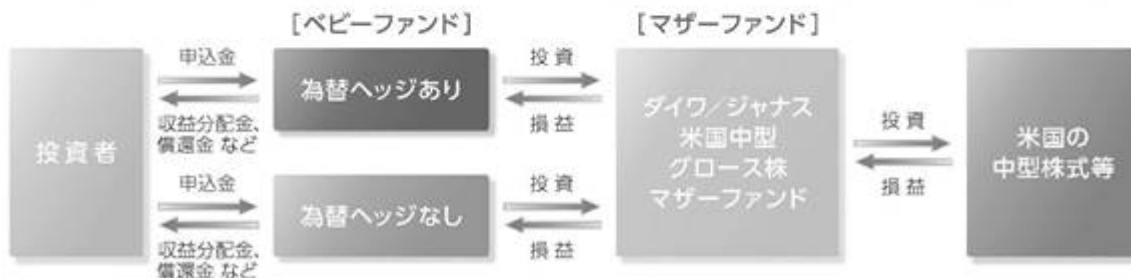 ［ベビーファンド］
［マザーファンド］
投資者
申込金
収益分配金、
償還金 など
為替ヘッジあり
投 資
損 益
申込金
収益分配金、
償還金 など
為替ヘッジなし
投 資
損 益
ダイワ／ジャナス
米国中型
グロース株
マザーファンド
投 資
損 益
米国の
中型株式等